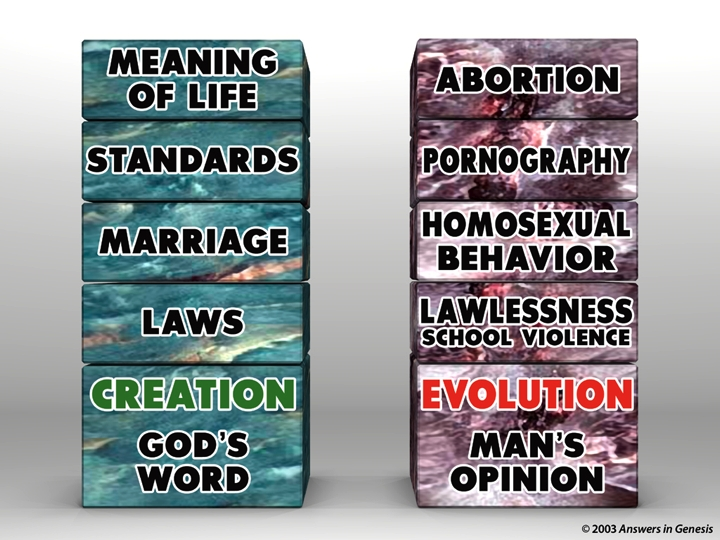 MEANING
OF LIFE
STANDARDS
MARRIAGE
LAWS
CREATION
GOD'S
WORD
ABORTION
PORNOGRAPHY
HOMOSEXUAL
BEHAVIOR
LAWLESSNESS
SCHOOL VIOLENCE
EVOLUTION
MAN'S
OPINION
© 2003 Answers in Genesis